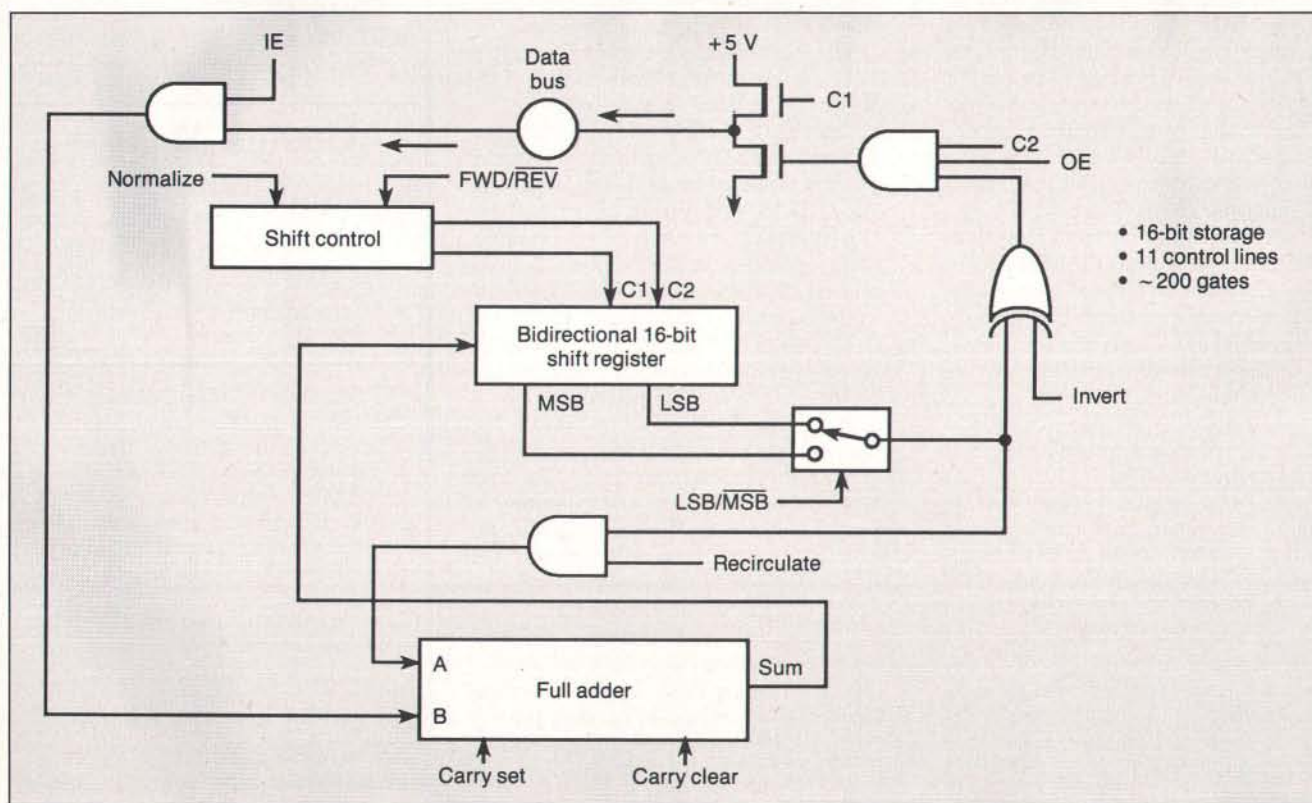 IE
Data
bus
+5 V
C1
C2
OE
Normalize
FWD/R̅E̅V̅
Shift control
• 16-bit storage
• 11 control lines
• ~200 gates
C1 C2
Bidirectional 16-bit
shift register
MSB
LSB
Invert
LSB/M̅S̅B̅
Recirculate
A
Sum
Full adder
B
Carry set
Carry clear